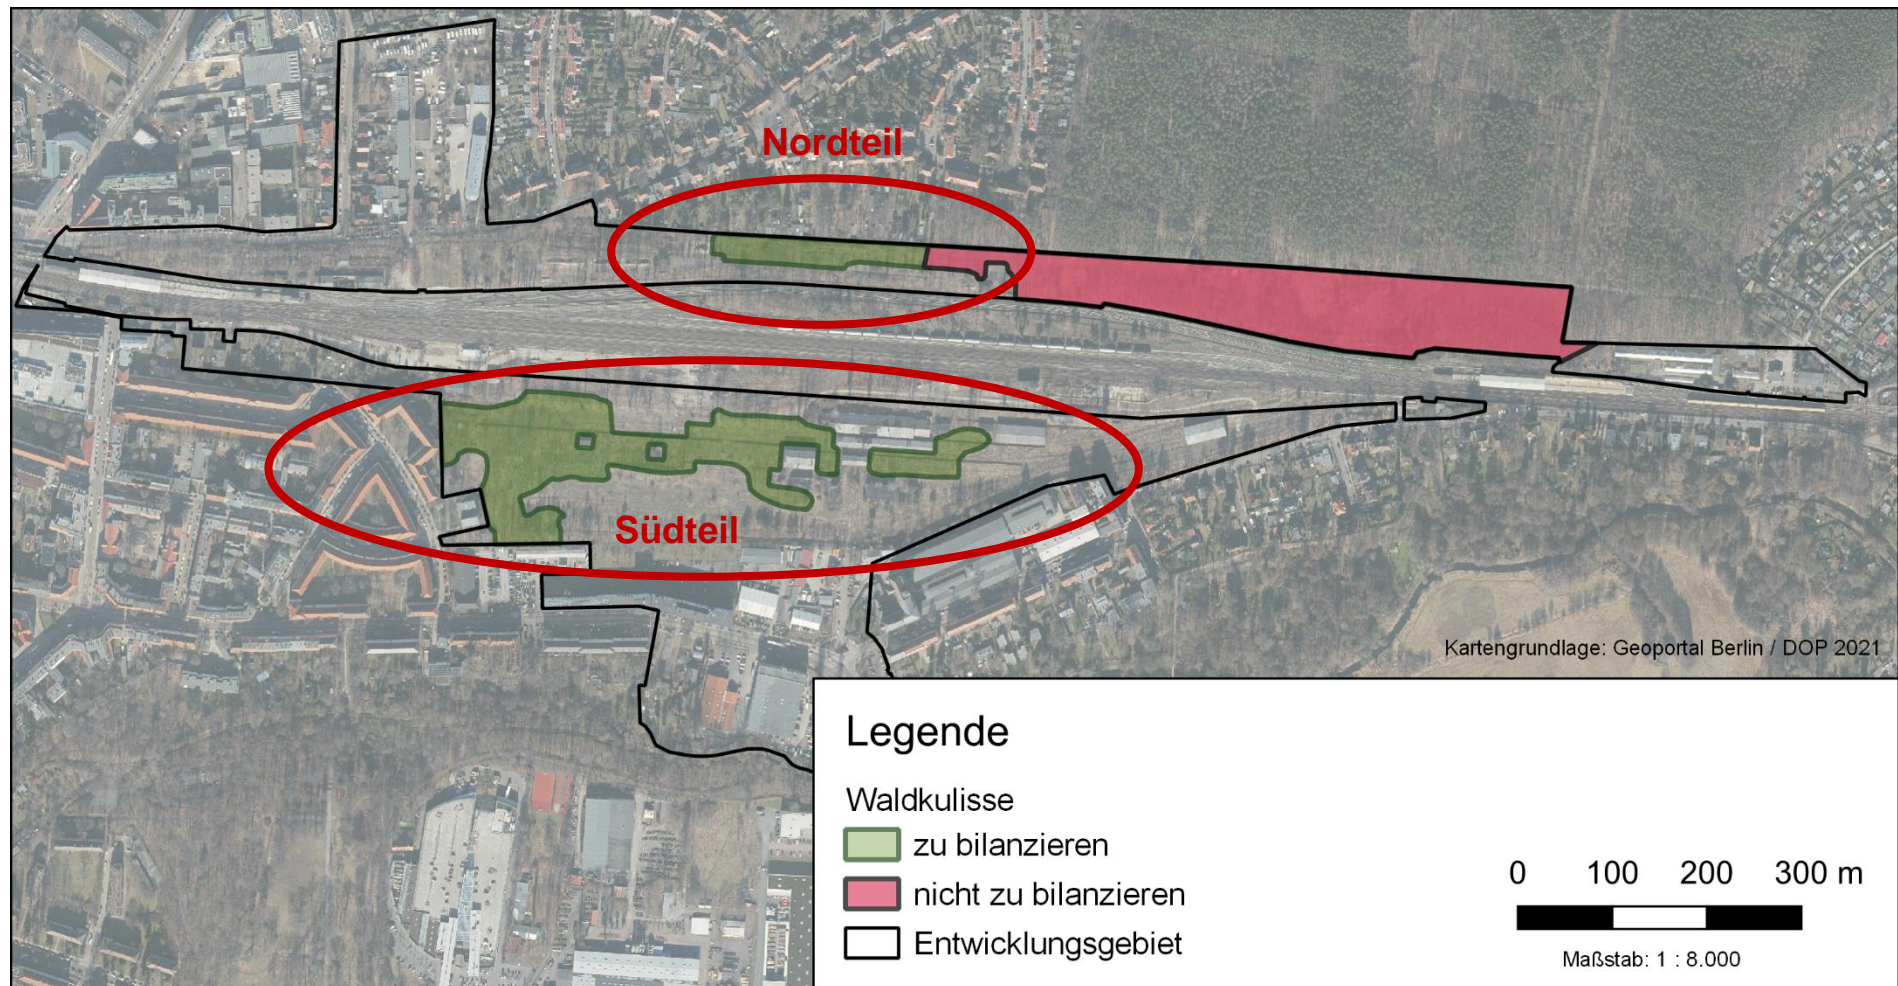 Nordteil
Südteil
Kartengrundlage: Geoportal Berlin / DOP 2021
Legende
Waldkulisse
zu bilanzieren
nicht zu bilanzieren
Entwicklungsgebiet
0 100 200 300 m
Maßstab: 1 : 8.000